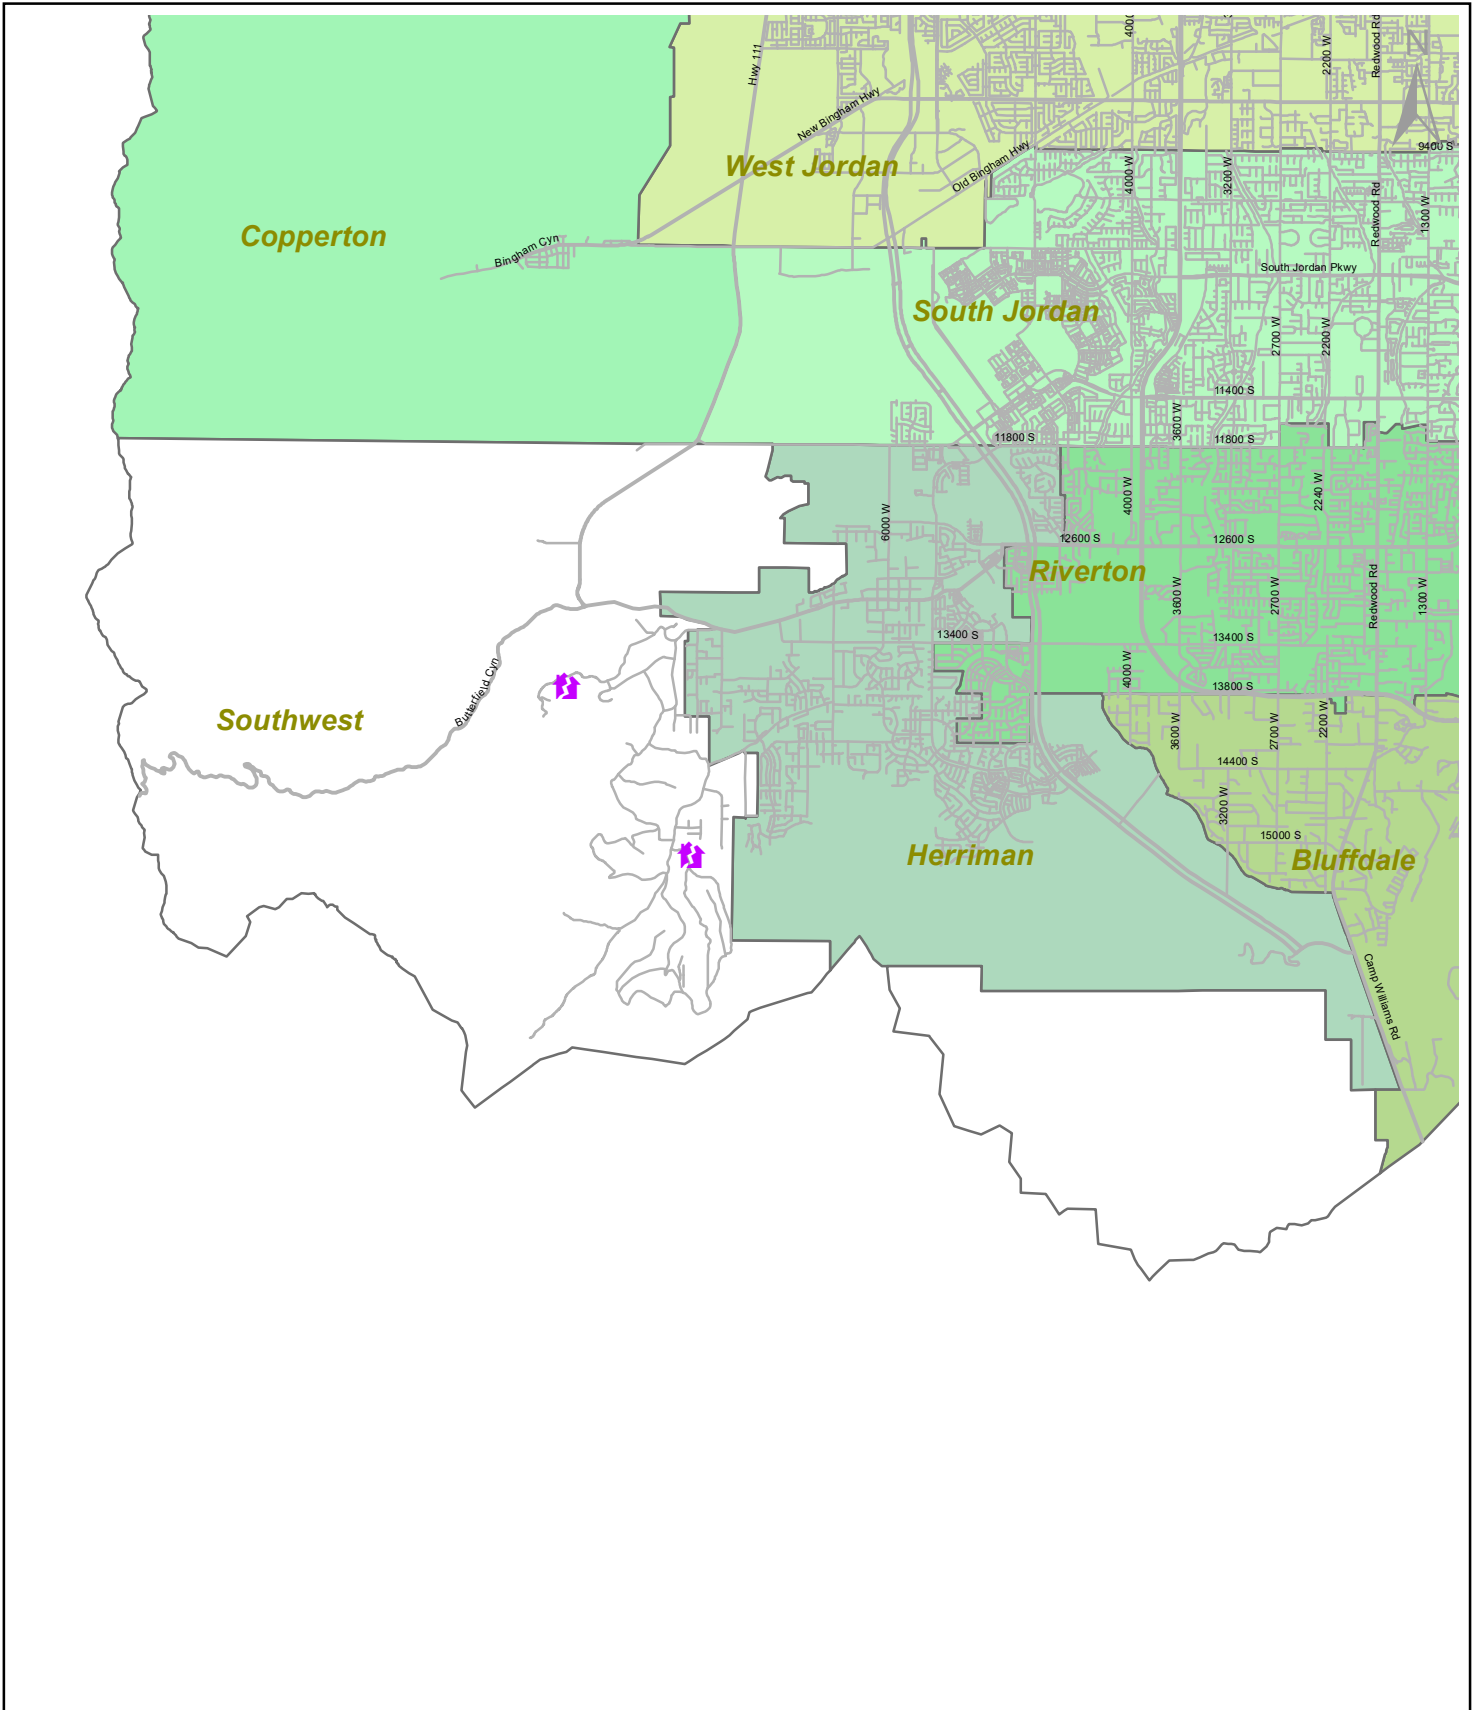 4000
2200 W
Redwood Rd
N
Hwy 111
New Bingham Hwy
9400 S
Old Bingham Hwy
West Jordan
4000 W
3200 W
Redwood Rd
1300 W
Copperton
Bingham Cyn
South Jordan Pkwy
South Jordan
2700 W
2200 W
11400 S
3600 W
11800 S
11800 S
4000 W
2240 W
6000 W
12600 S
12600 S
Riverton
3600 W
2700 W
Redwood Rd
1300 W
13400 S
13400 S
4000 W
13800 S
Butterfield Cyn
Southwest
3600 W
2700 W
2200 W
14400 S
3200 W
15000 S
Herriman
Bluffdale
Camp Williams Rd